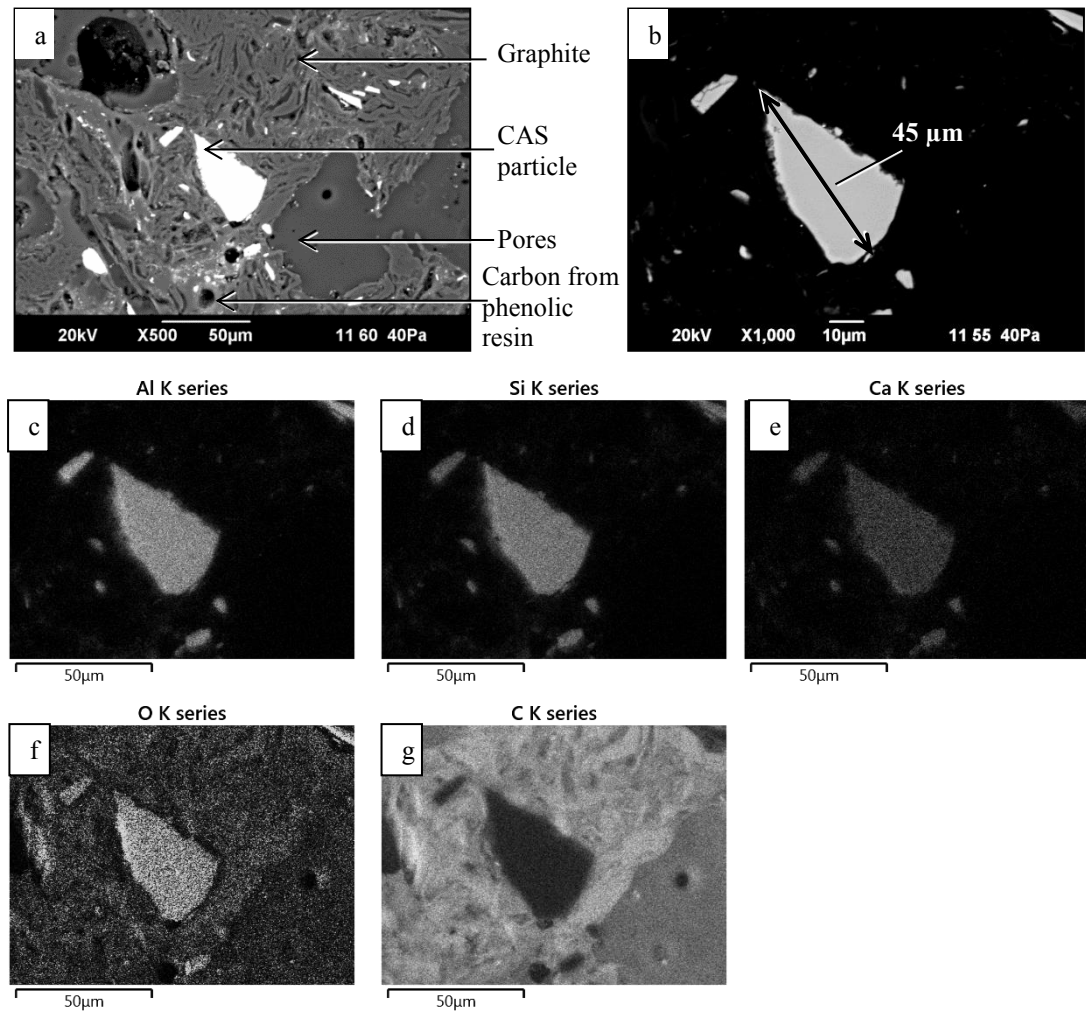 a
Graphite
CAS
particle
Pores
Carbon from
phenolic
resin
20kV X500 50µm 11 60 40Pa
b
45 µm
20kV X1,000 10µm 11 55 40Pa
Al K series
c
50µm
Si K series
d
50µm
Ca K series
e
50µm
O K series
f
50µm
C K series
g
50µm